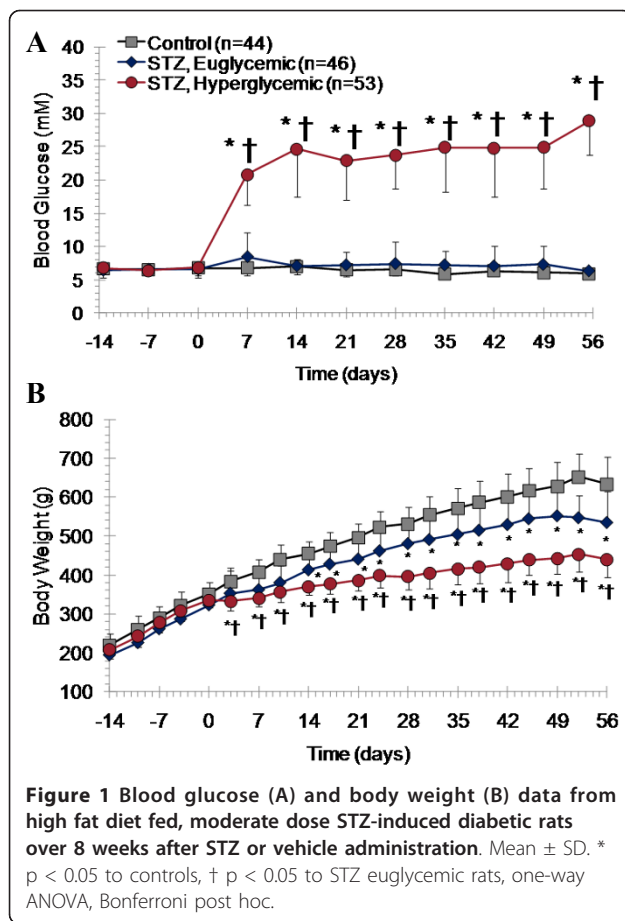 A
Control (n=44)
STZ, Euglycemic (n=46)
STZ, Hyperglycemic (n=53)
40
35
30
25
20
15
10
5
0
Blood Glucose (mM)
* † * † * † * † * † * † * † * †
-14 -7 0 7 14 21 28 35 42 49 56
Time (days)
B
800
700
600
500
400
300
200
100
Body Weight (g)
* * * * * * * * * * * * *
*† *† *† *† *† *† *† *† *† *† *† *† *† *† *† *†
-14 -7 0 7 14 21 28 35 42 49 56
Time (days)
Figure 1 Blood glucose (A) and body weight (B) data from
high fat diet fed, moderate dose STZ-induced diabetic rats
over 8 weeks after STZ or vehicle administration. Mean ± SD. *
p < 0.05 to controls, † p < 0.05 to STZ euglycemic rats, one-way
ANOVA, Bonferroni post hoc.